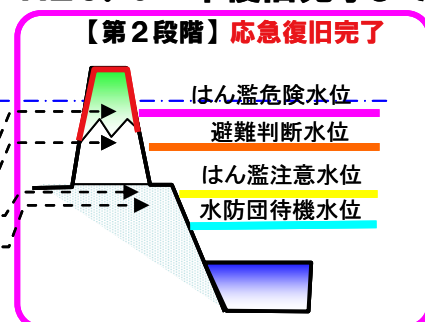 【第２段階】応急復旧完了
はん濫危険水位
避難判断水位
はん濫注意水位
水防団待機水位